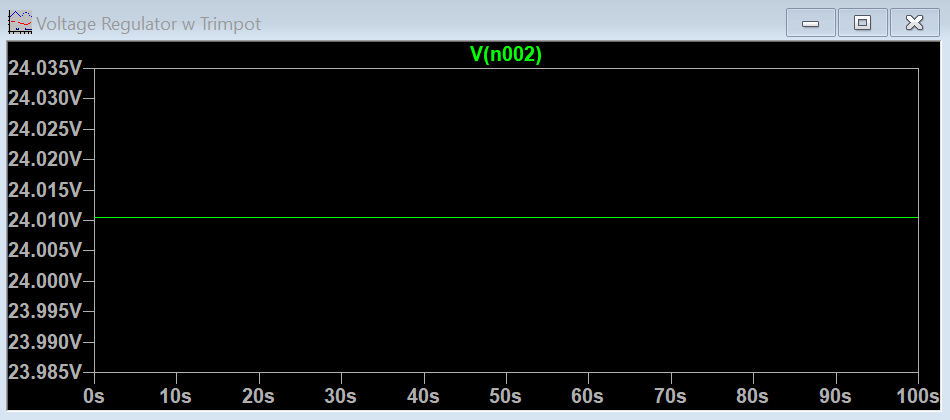 Voltage Regulator w Trimpot
V(n002)
24.035V
24.030V
24.025V
24.020V
24.015V
24.010V
24.005V
24.000V
23.995V
23.990V
23.985V
0s 10s 20s 30s 40s 50s 60s 70s 80s 90s 100s